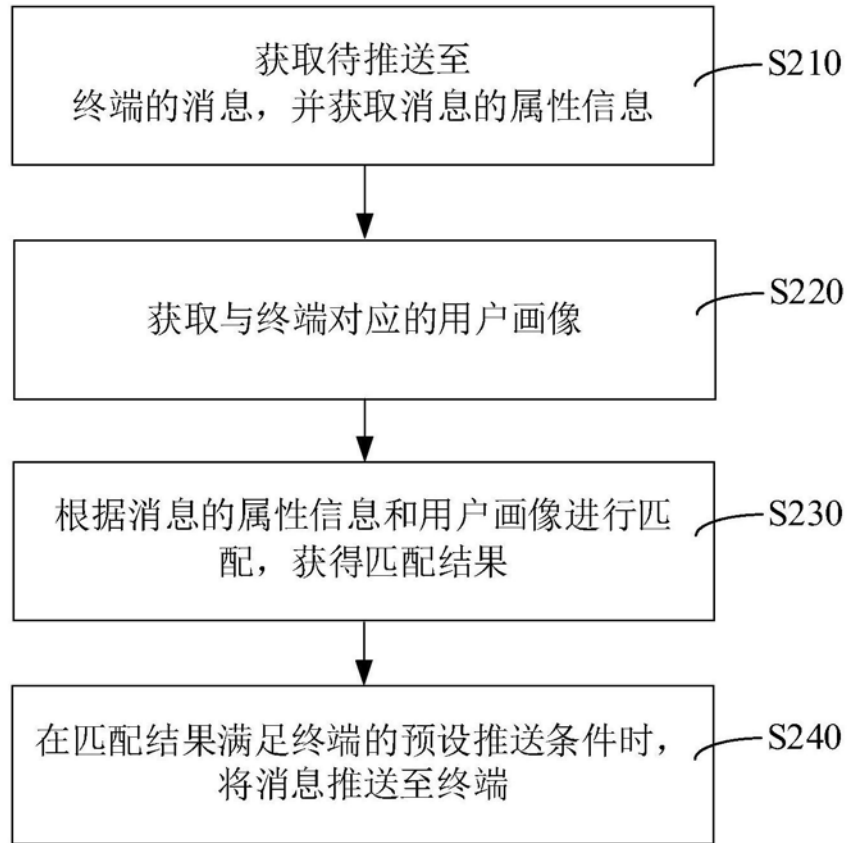 获取待推送至
终端的消息，并获取消息的属性信息
S210
获取与终端对应的用户画像
S220
根据消息的属性信息和用户画像进行匹
配，获得匹配结果
S230
在匹配结果满足终端的预设推送条件时，
将消息推送至终端
S240